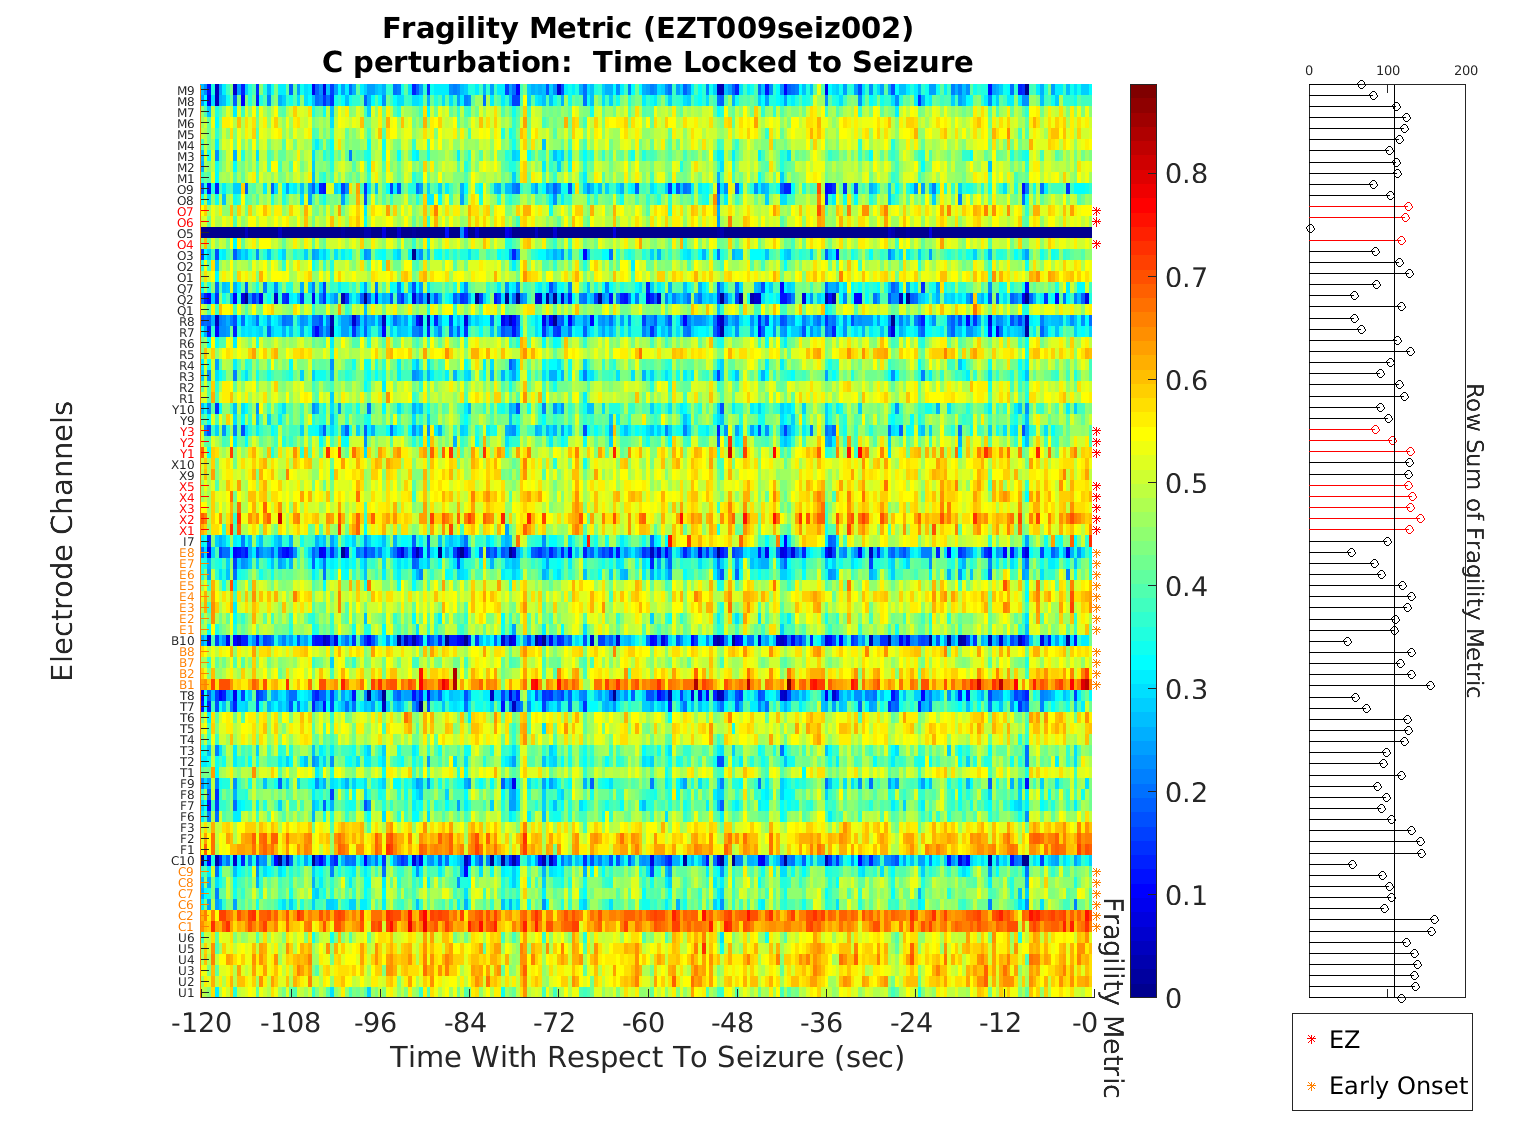 Fragility Metric (EZT009seiz002)
C perturbation:  Time Locked to Seizure
Electrode Channels
M9
M8
M7
M6
M5
M4
M3
M2
M1
O9
O8
O7
O6
O5
O4
O3
O2
O1
Q7
Q2
Q1
R8
R7
R6
R5
R4
R3
R2
R1
Y10
Y9
Y3
Y2
Y1
X10
X9
X5
X4
X3
X2
X1
I7
E8
E7
E6
E5
E4
E3
E2
E1
B10
B8
B7
B2
B1
T8
T7
T6
T5
T4
T3
T2
T1
F9
F8
F7
F6
F3
F2
F1
C10
C9
C8
C7
C6
C2
C1
U6
U5
U4
U3
U2
U1
-120 -108 -96 -84 -72 -60 -48 -36 -24 -12 -0
Time With Respect To Seizure (sec)
0.8
0.7
0.6
0.5
0.4
0.3
0.2
0.1
0
Fragility Metric
0 100 200
Row Sum of Fragility Metric
EZ
Early Onset